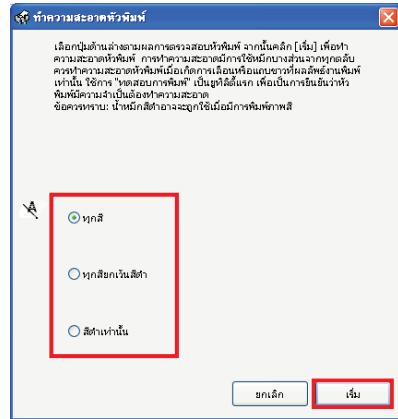 ทำความสะอาดหัวพิมพ์
เลือกปุ่มด้านล่างตามผลการตรวจสอบหัวพิมพ์ จากนั้นคลิก [เริ่ม] เพื่อทำ
ความสะอาดหัวพิมพ์ การทำความสะอาดมีการใช้หมึกบางส่วนจากทุกตลับ
ควรทำความสะอาดหัวพิมพ์เมื่อเกิดการเลือนหรือแถบขาวที่ผลลัพธ์งานพิมพ์
เท่านั้น ใช้การ "ทดสอบการพิมพ์" เป็นยูทิลิตี้แรก เพื่อเป็นการยืนยันว่าหัว
พิมพ์มีความจำเป็นต้องทำความสะอาด
ข้อควรทราบ: น้ำหมึกสีดำอาจจะถูกใช้เมื่อมีการพิมพ์ภาพสี
ทุกสี
ทุกสียกเว้นสีดำ
สีดำเท่านั้น
ยกเลิก
เริ่ม